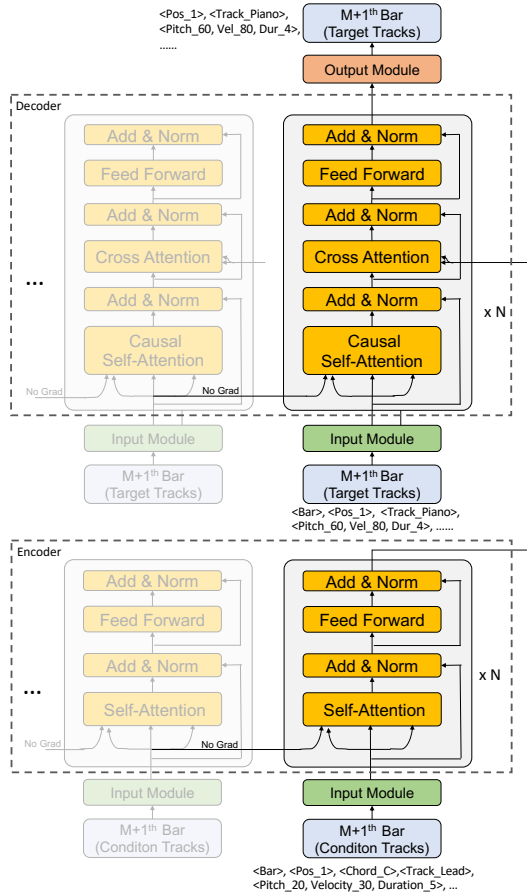 <Pos_1>, <Track_Piano>,
<Pitch_60, Vel_80, Dur_4>,
......
M+1th Bar
(Target Tracks)
Output Module
Decoder
Add & Norm
Feed Forward
Add & Norm
Cross Attention
Add & Norm
Causal
Self-Attention
No Grad
...
Input Module
M+1th Bar
(Target Tracks)
Add & Norm
Feed Forward
Add & Norm
Cross Attention
Add & Norm
Causal
Self-Attention
No Grad
x N
Input Module
M+1th Bar
(Target Tracks)
<Bar>, <Pos_1>, <Track_Piano>,
<Pitch_60, Vel_80, Dur_4>, ......
Encoder
Add & Norm
Feed Forward
Add & Norm
Self-Attention
No Grad
...
Input Module
M+1th Bar
(Conditon Tracks)
Add & Norm
Feed Forward
Add & Norm
Self-Attention
No Grad
x N
Input Module
M+1th Bar
(Conditon Tracks)
<Bar>, <Pos_1>, <Chord_C>,<Track_Lead>,
<Pitch_20, Velocity_30, Duration_5>, ...